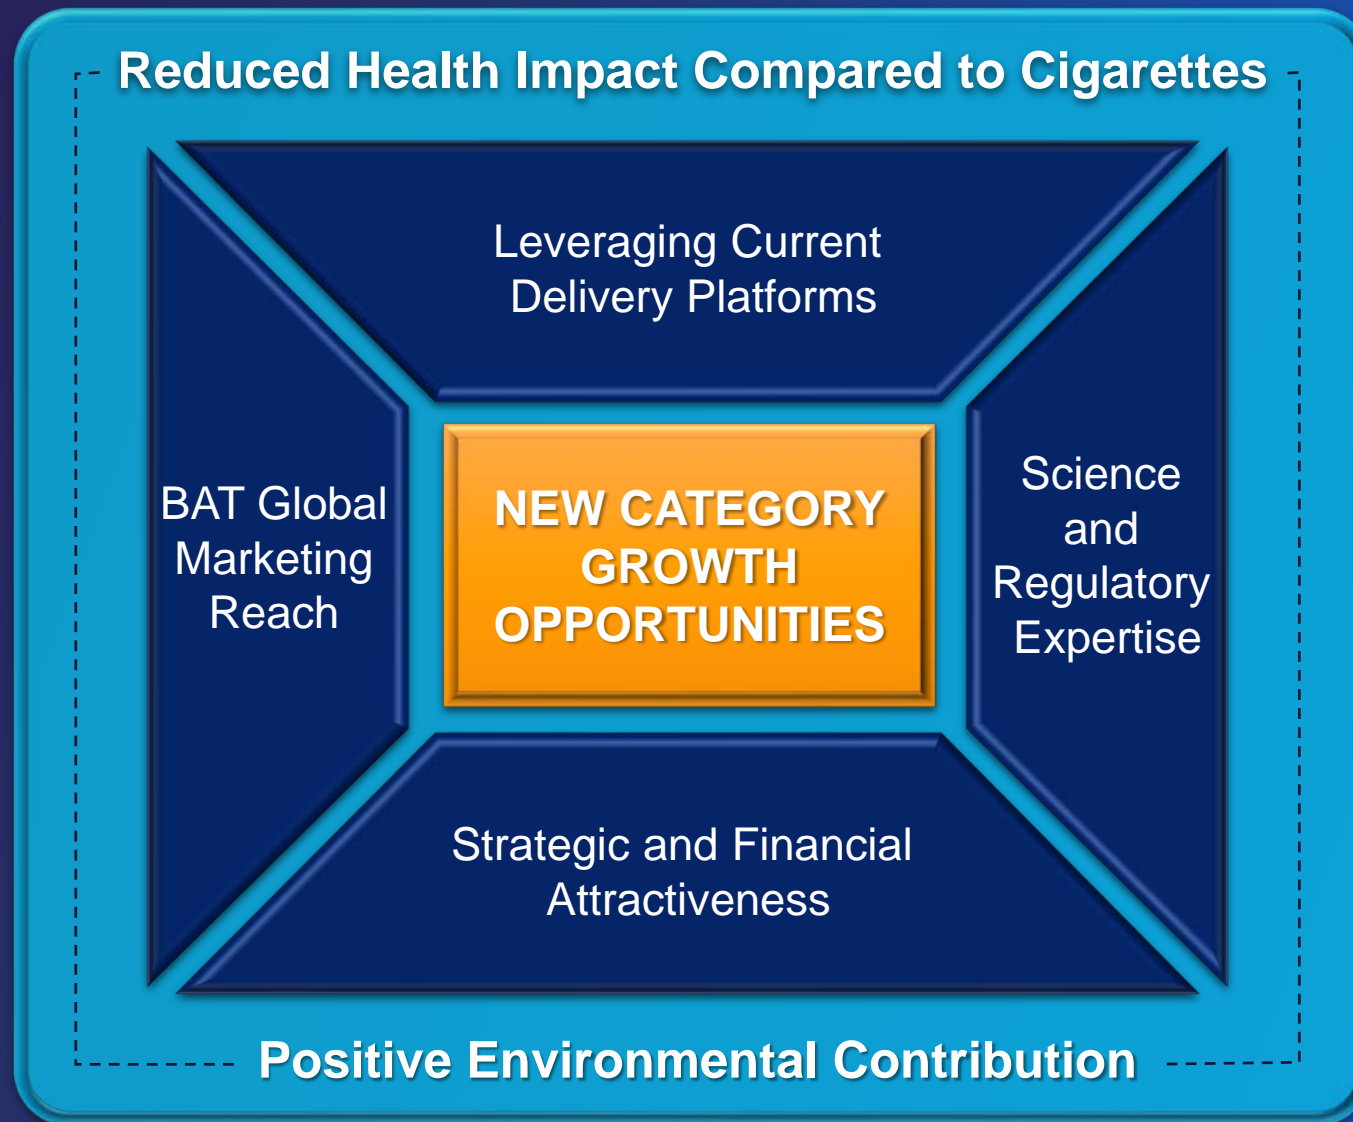 Reduced Health Impact Compared to Cigarettes
Leveraging Current
Delivery Platforms
BAT Global
Marketing
Reach
NEW CATEGORY
GROWTH
OPPORTUNITIES
Science
and
Regulatory
Expertise
Strategic and Financial
Attractiveness
Positive Environmental Contribution